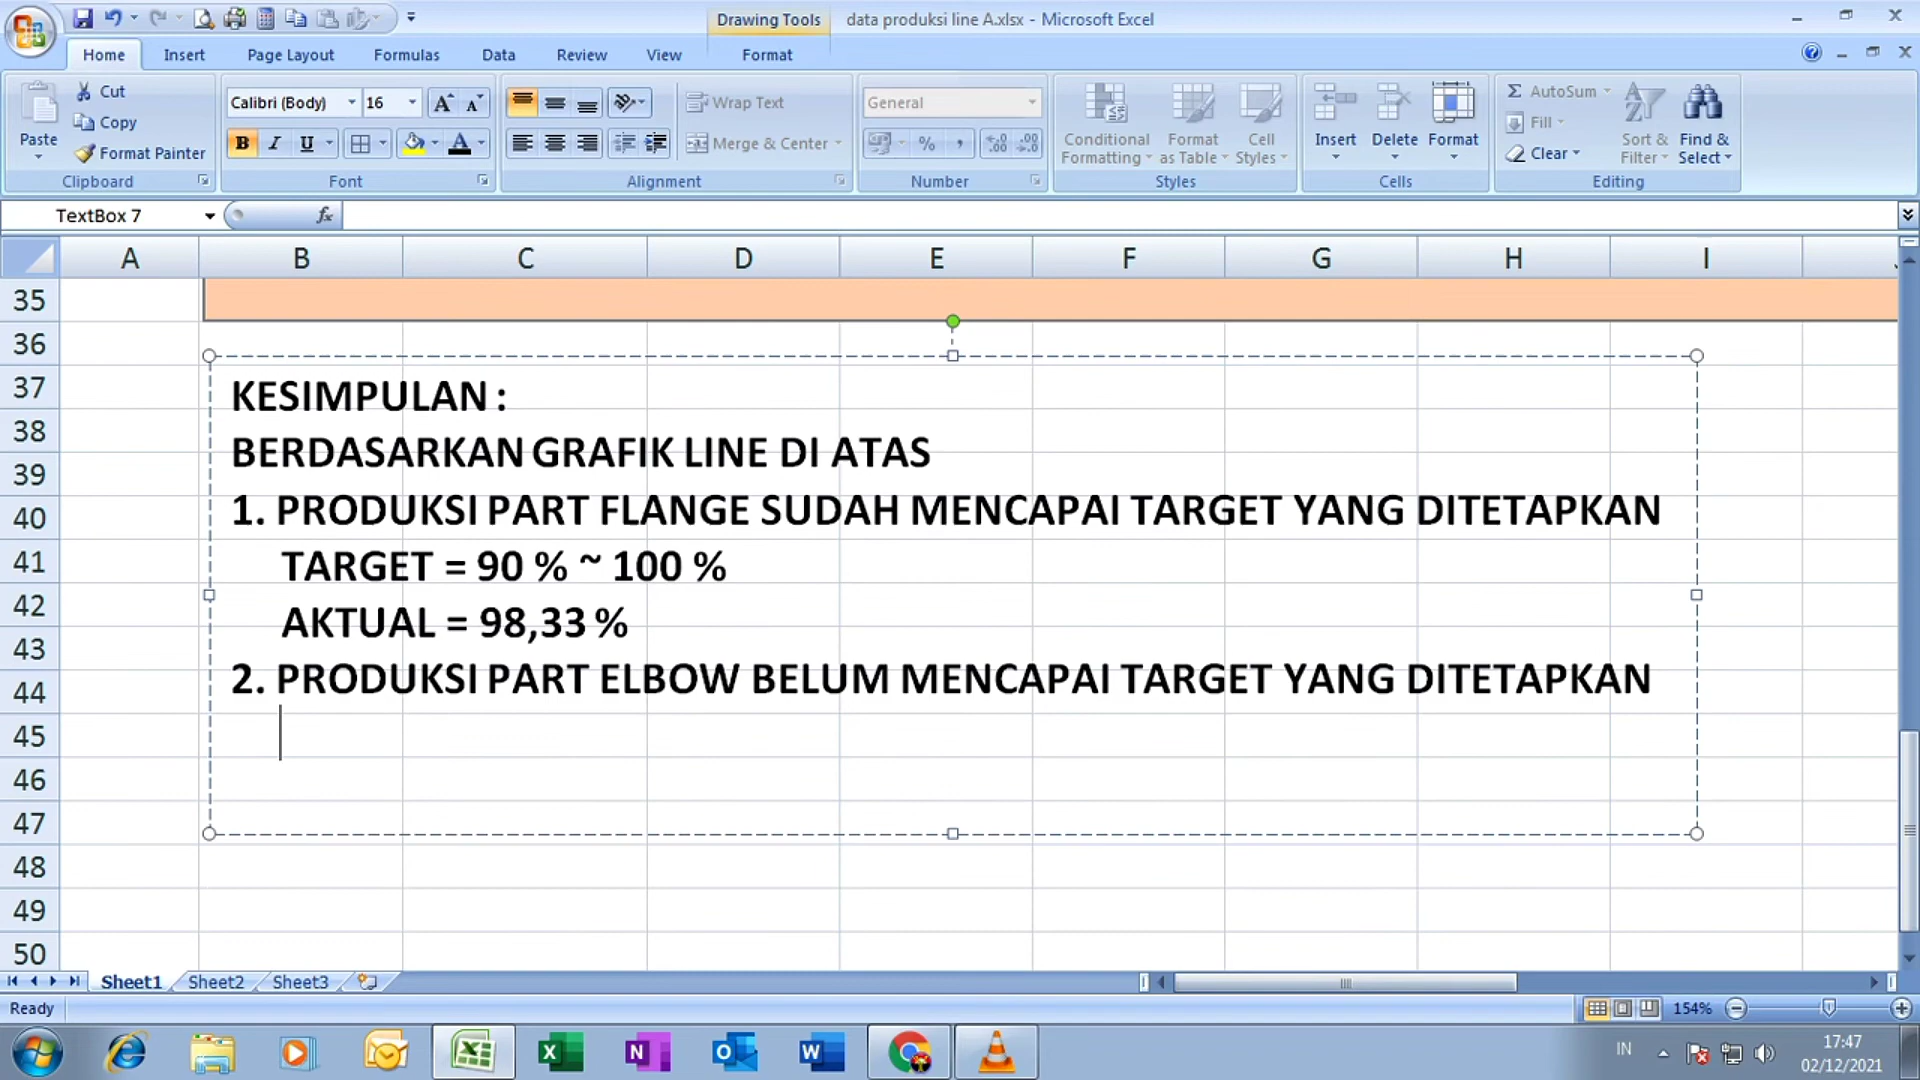 Drawing Tools
data produksi line A.xlsx - Microsoft Excel
Home
Insert
Page Layout
Formulas
Data
Review
View
Format
Paste
Cut
Copy
Format Painter
Clipboard
Calibri (Body)
16
A A
B I U
A
Font
Wrap Text
Merge & Center
Alignment
General
%
,
Number
Conditional Formatting
Format as Table
Cell Styles
Styles
Insert
Delete
Format
Cells
Σ AutoSum
Fill
Clear
Sort & Filter
Find & Select
Editing
TextBox 7
fx
A B C D E F G H I
35
36
37
38
39
40
41
42
43
44
45
46
47
48
49
50
KESIMPULAN :
BERDASARKAN GRAFIK LINE DI ATAS
1. PRODUKSI PART FLANGE SUDAH MENCAPAI TARGET YANG DITETAPKAN
TARGET = 90 % ~ 100 %
AKTUAL = 98,33 %
2. PRODUKSI PART ELBOW BELUM MENCAPAI TARGET YANG DITETAPKAN
Sheet1
Sheet2
Sheet3
Ready
154%
IN
17:47
02/12/2021